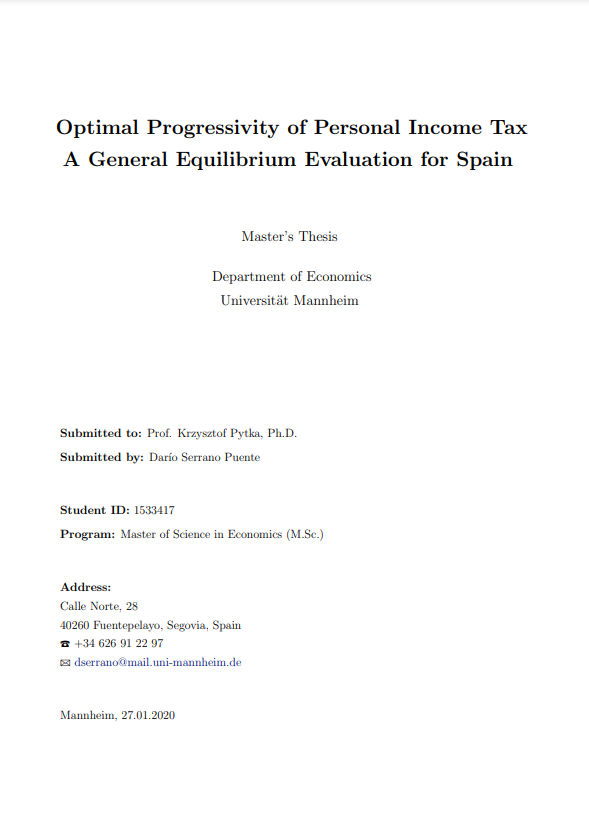 Optimal Progressivity of Personal Income Tax
A General Equilibrium Evaluation for Spain
Master's Thesis
Department of Economics
Universität Mannheim
Submitted to: Prof. Krzysztof Pytka, Ph.D.
Submitted by: Darío Serrano Puente
Student ID: 1533417
Program: Master of Science in Economics (M.Sc.)
Address:
Calle Norte, 28
40260 Fuentepelayo, Segovia, Spain
☎ +34 626 91 22 97
✉ dserrano@mail.uni-mannheim.de
Mannheim, 27.01.2020